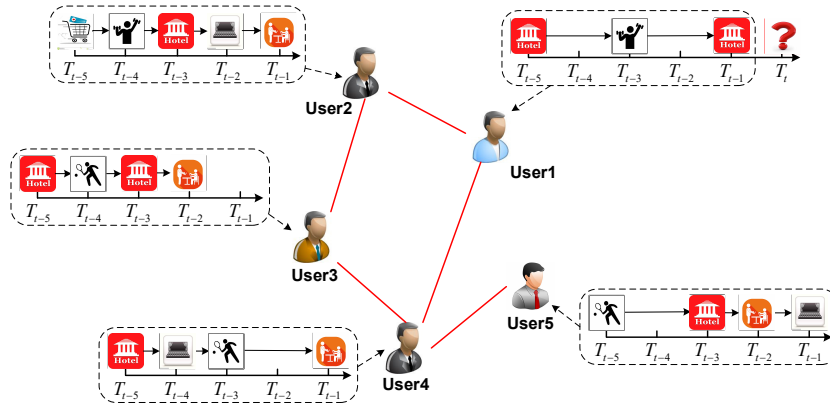 Hotel
T_{t-5} T_{t-4} T_{t-3} T_{t-2} T_{t-1}
User2
Hotel Hotel ?
T_{t-5} T_{t-4} T_{t-3} T_{t-2} T_{t-1} T_t
User1
Hotel Hotel
T_{t-5} T_{t-4} T_{t-3} T_{t-2} T_{t-1}
User3
Hotel
T_{t-5} T_{t-4} T_{t-3} T_{t-2} T_{t-1}
User5
Hotel
T_{t-5} T_{t-4} T_{t-3} T_{t-2} T_{t-1}
User4